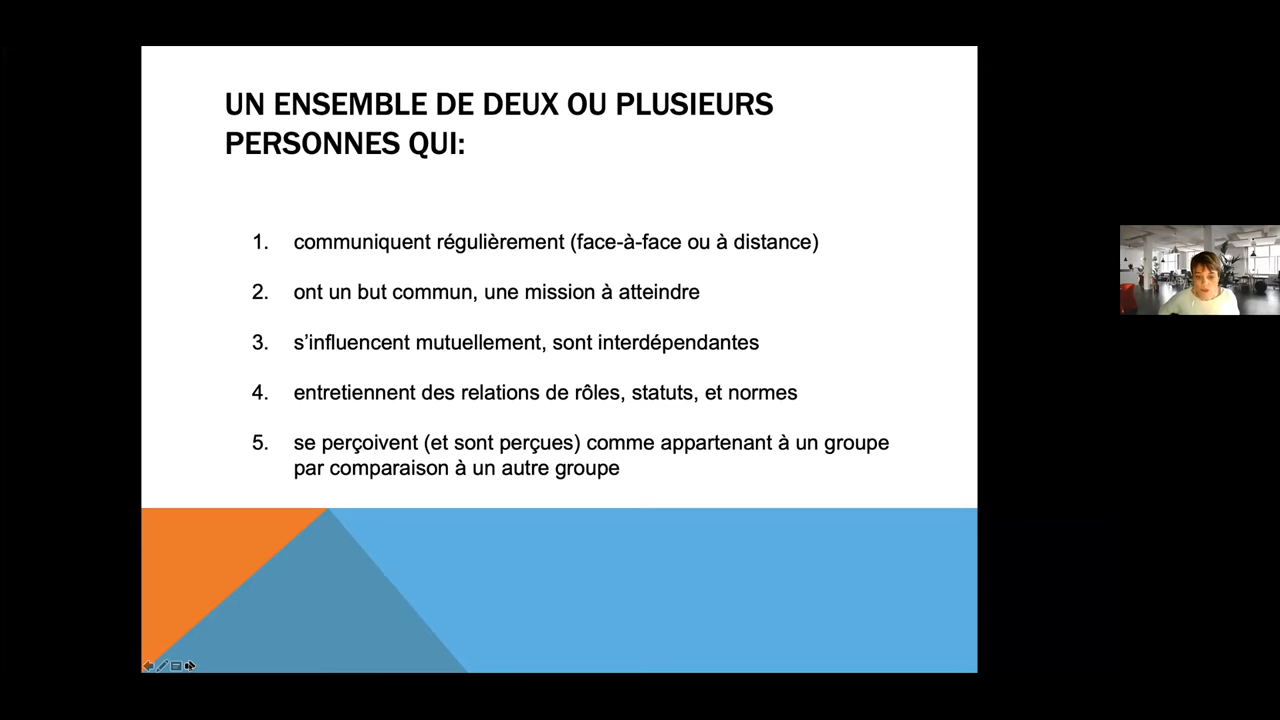 UN ENSEMBLE DE DEUX OU PLUSIEURS
PERSONNES QUI:
1. communiquent régulièrement (face-à-face ou à distance)
2. ont un but commun, une mission à atteindre
3. s’influencent mutuellement, sont interdépendantes
4. entretiennent des relations de rôles, statuts, et normes
5. se perçoivent (et sont perçues) comme appartenant à un groupe
par comparaison à un autre groupe